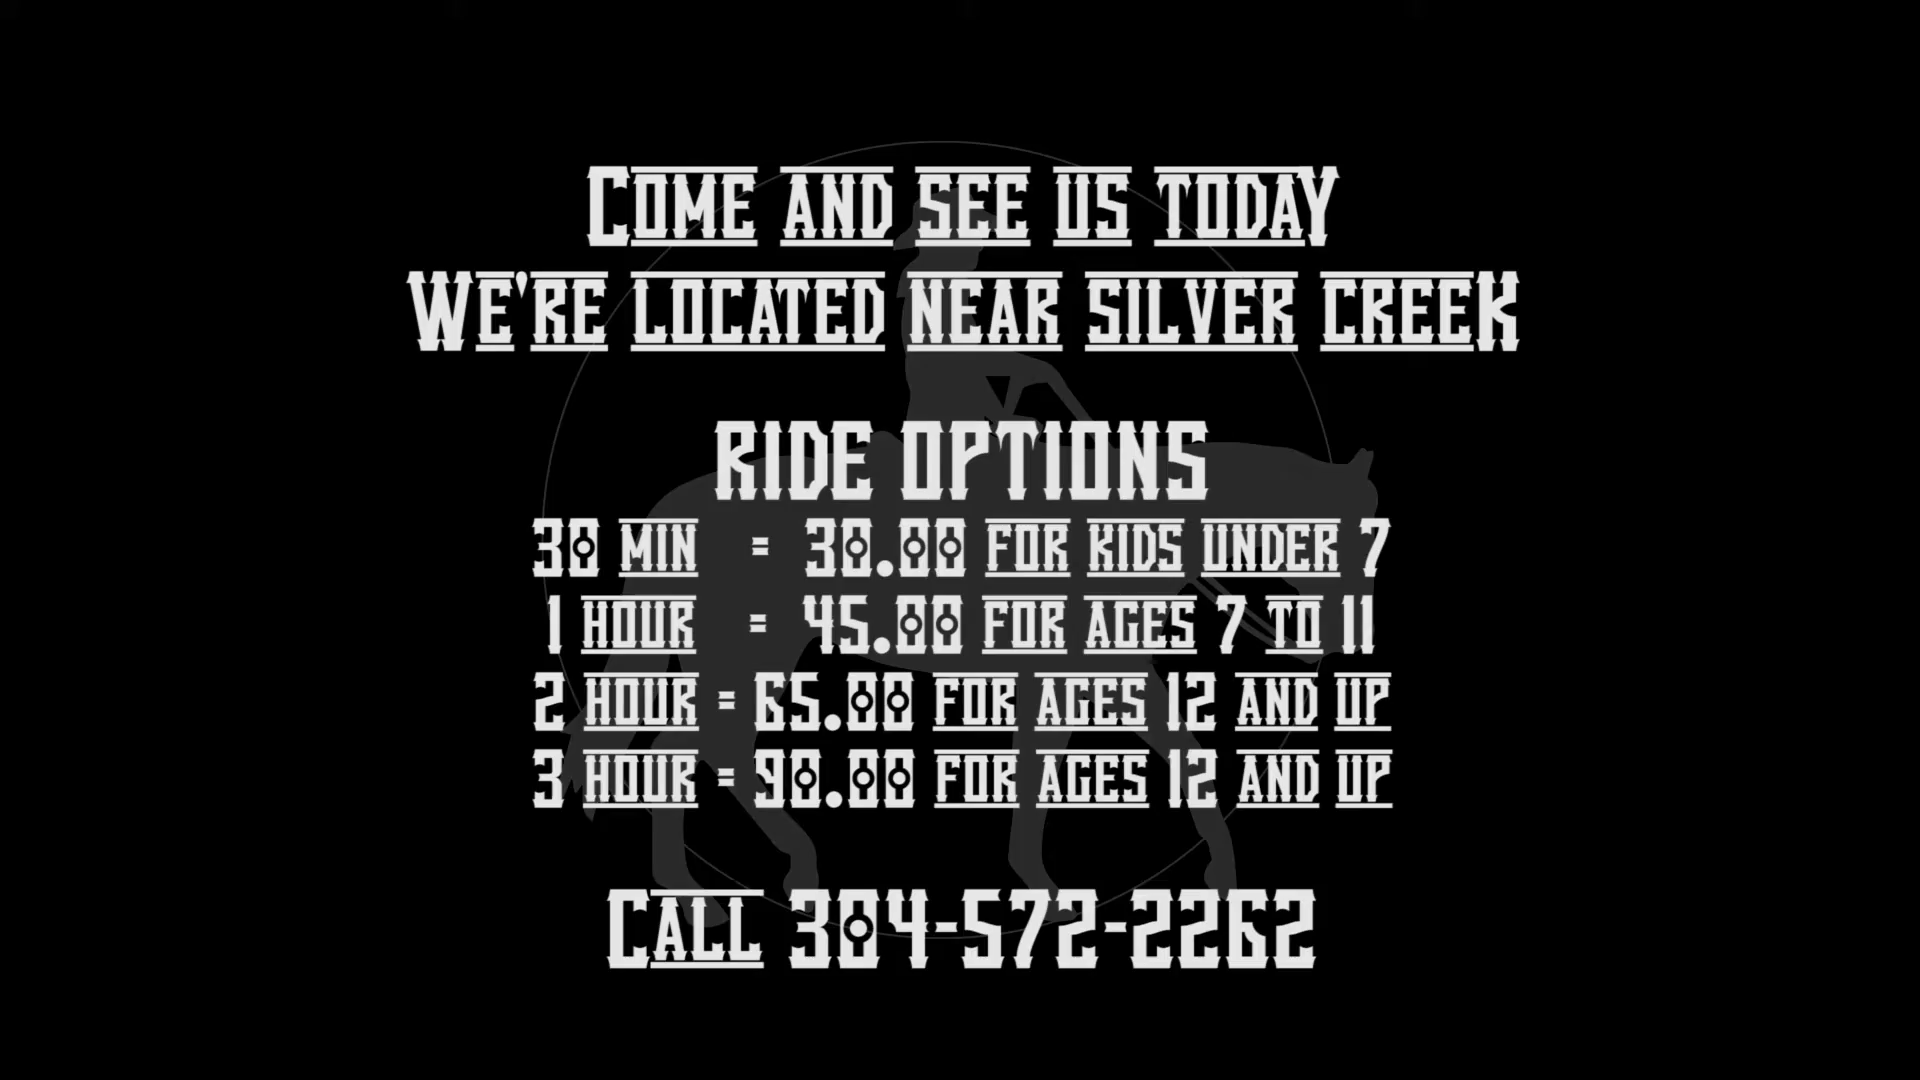 Come and see us today
We're located near Silver Creek
RIDE OPTIONS
30 min = 30.00 for kids under 7
1 hour = 45.00 for ages 7 to 11
2 hour = 65.00 for ages 12 and up
3 hour = 90.00 for ages 12 and up
Call 304-572-2262